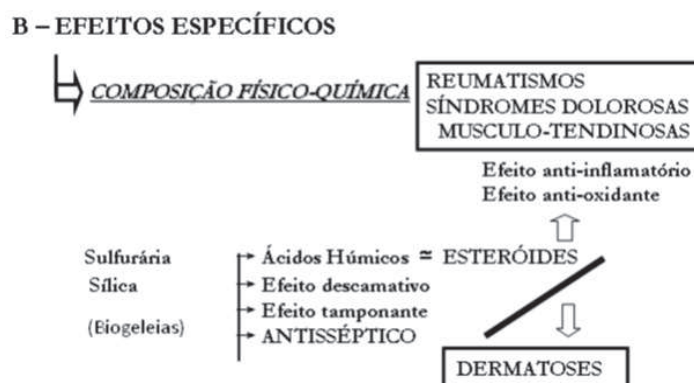 B – EFEITOS ESPECÍFICOS
COMPOSIÇÃO FÍSICO-QUÍMICA
REUMATISMOS
SÍNDROMES DOLOROSAS
MUSCULO-TENDINOSAS
Efeito anti-inflamatório
Efeito anti-oxidante
Sulfurária
Sílica
(Biogeleias)
Ácidos Húmicos ≃ ESTERÓIDES
Efeito descamativo
Efeito tamponante
ANTISSÉPTICO
DERMATOSES